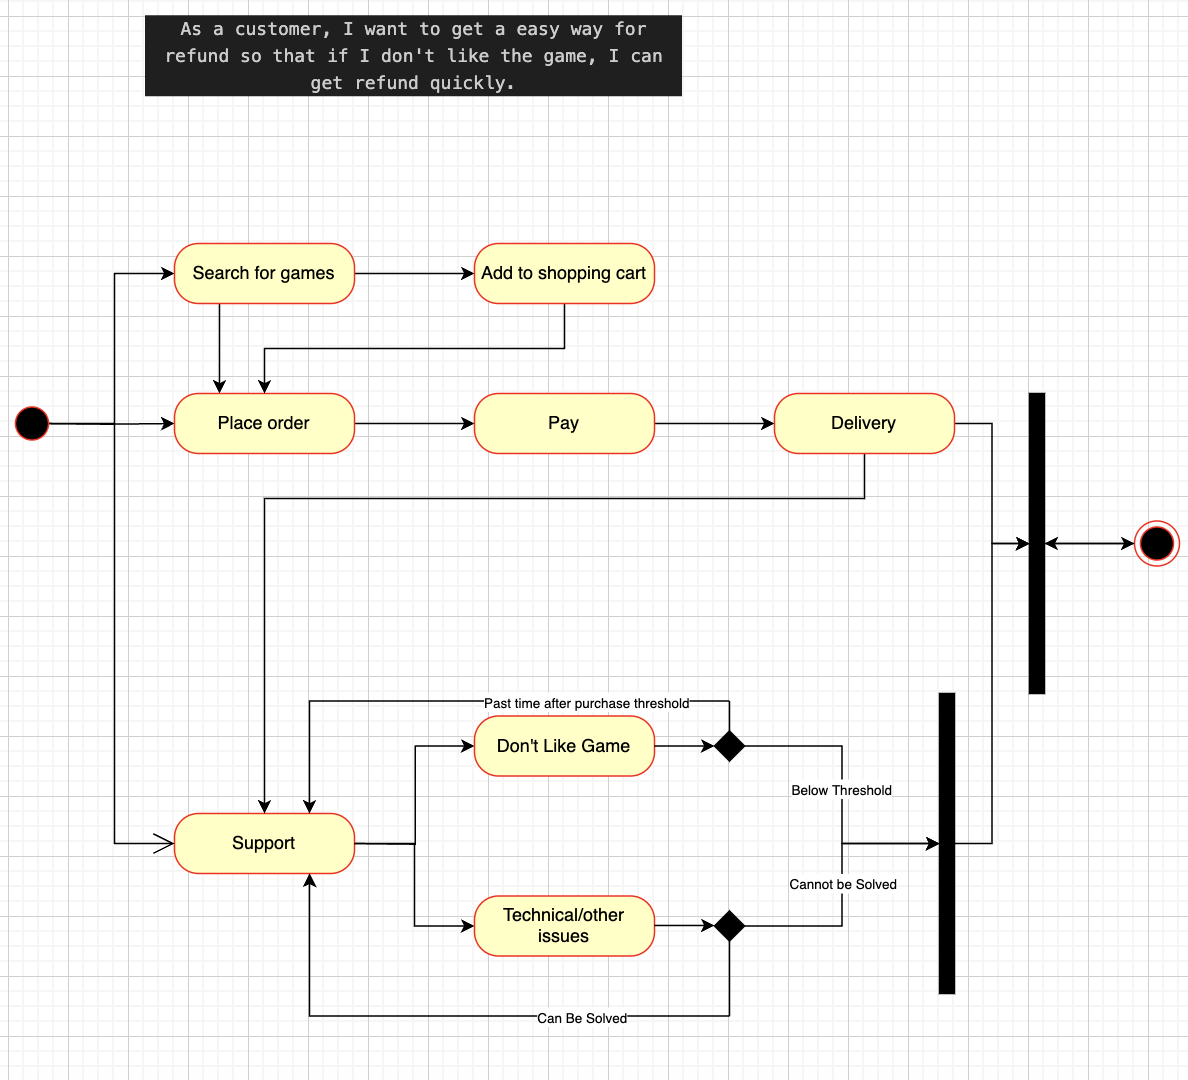 As a customer, I want to get a easy way for
refund so that if I don't like the game, I can
get refund quickly.
Search for games
Add to shopping cart
Place order
Pay
Delivery
Past time after purchase threshold
Don't Like Game
Below Threshold
Support
Cannot be Solved
Technical/other
issues
Can Be Solved